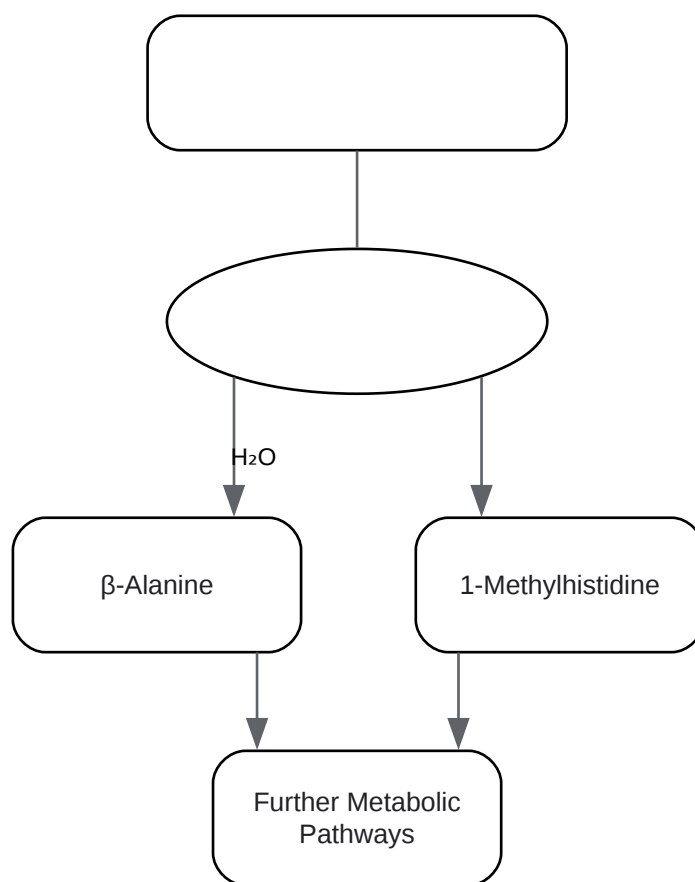 H₂O
β-Alanine
1-Methylhistidine
Further Metabolic
Pathways